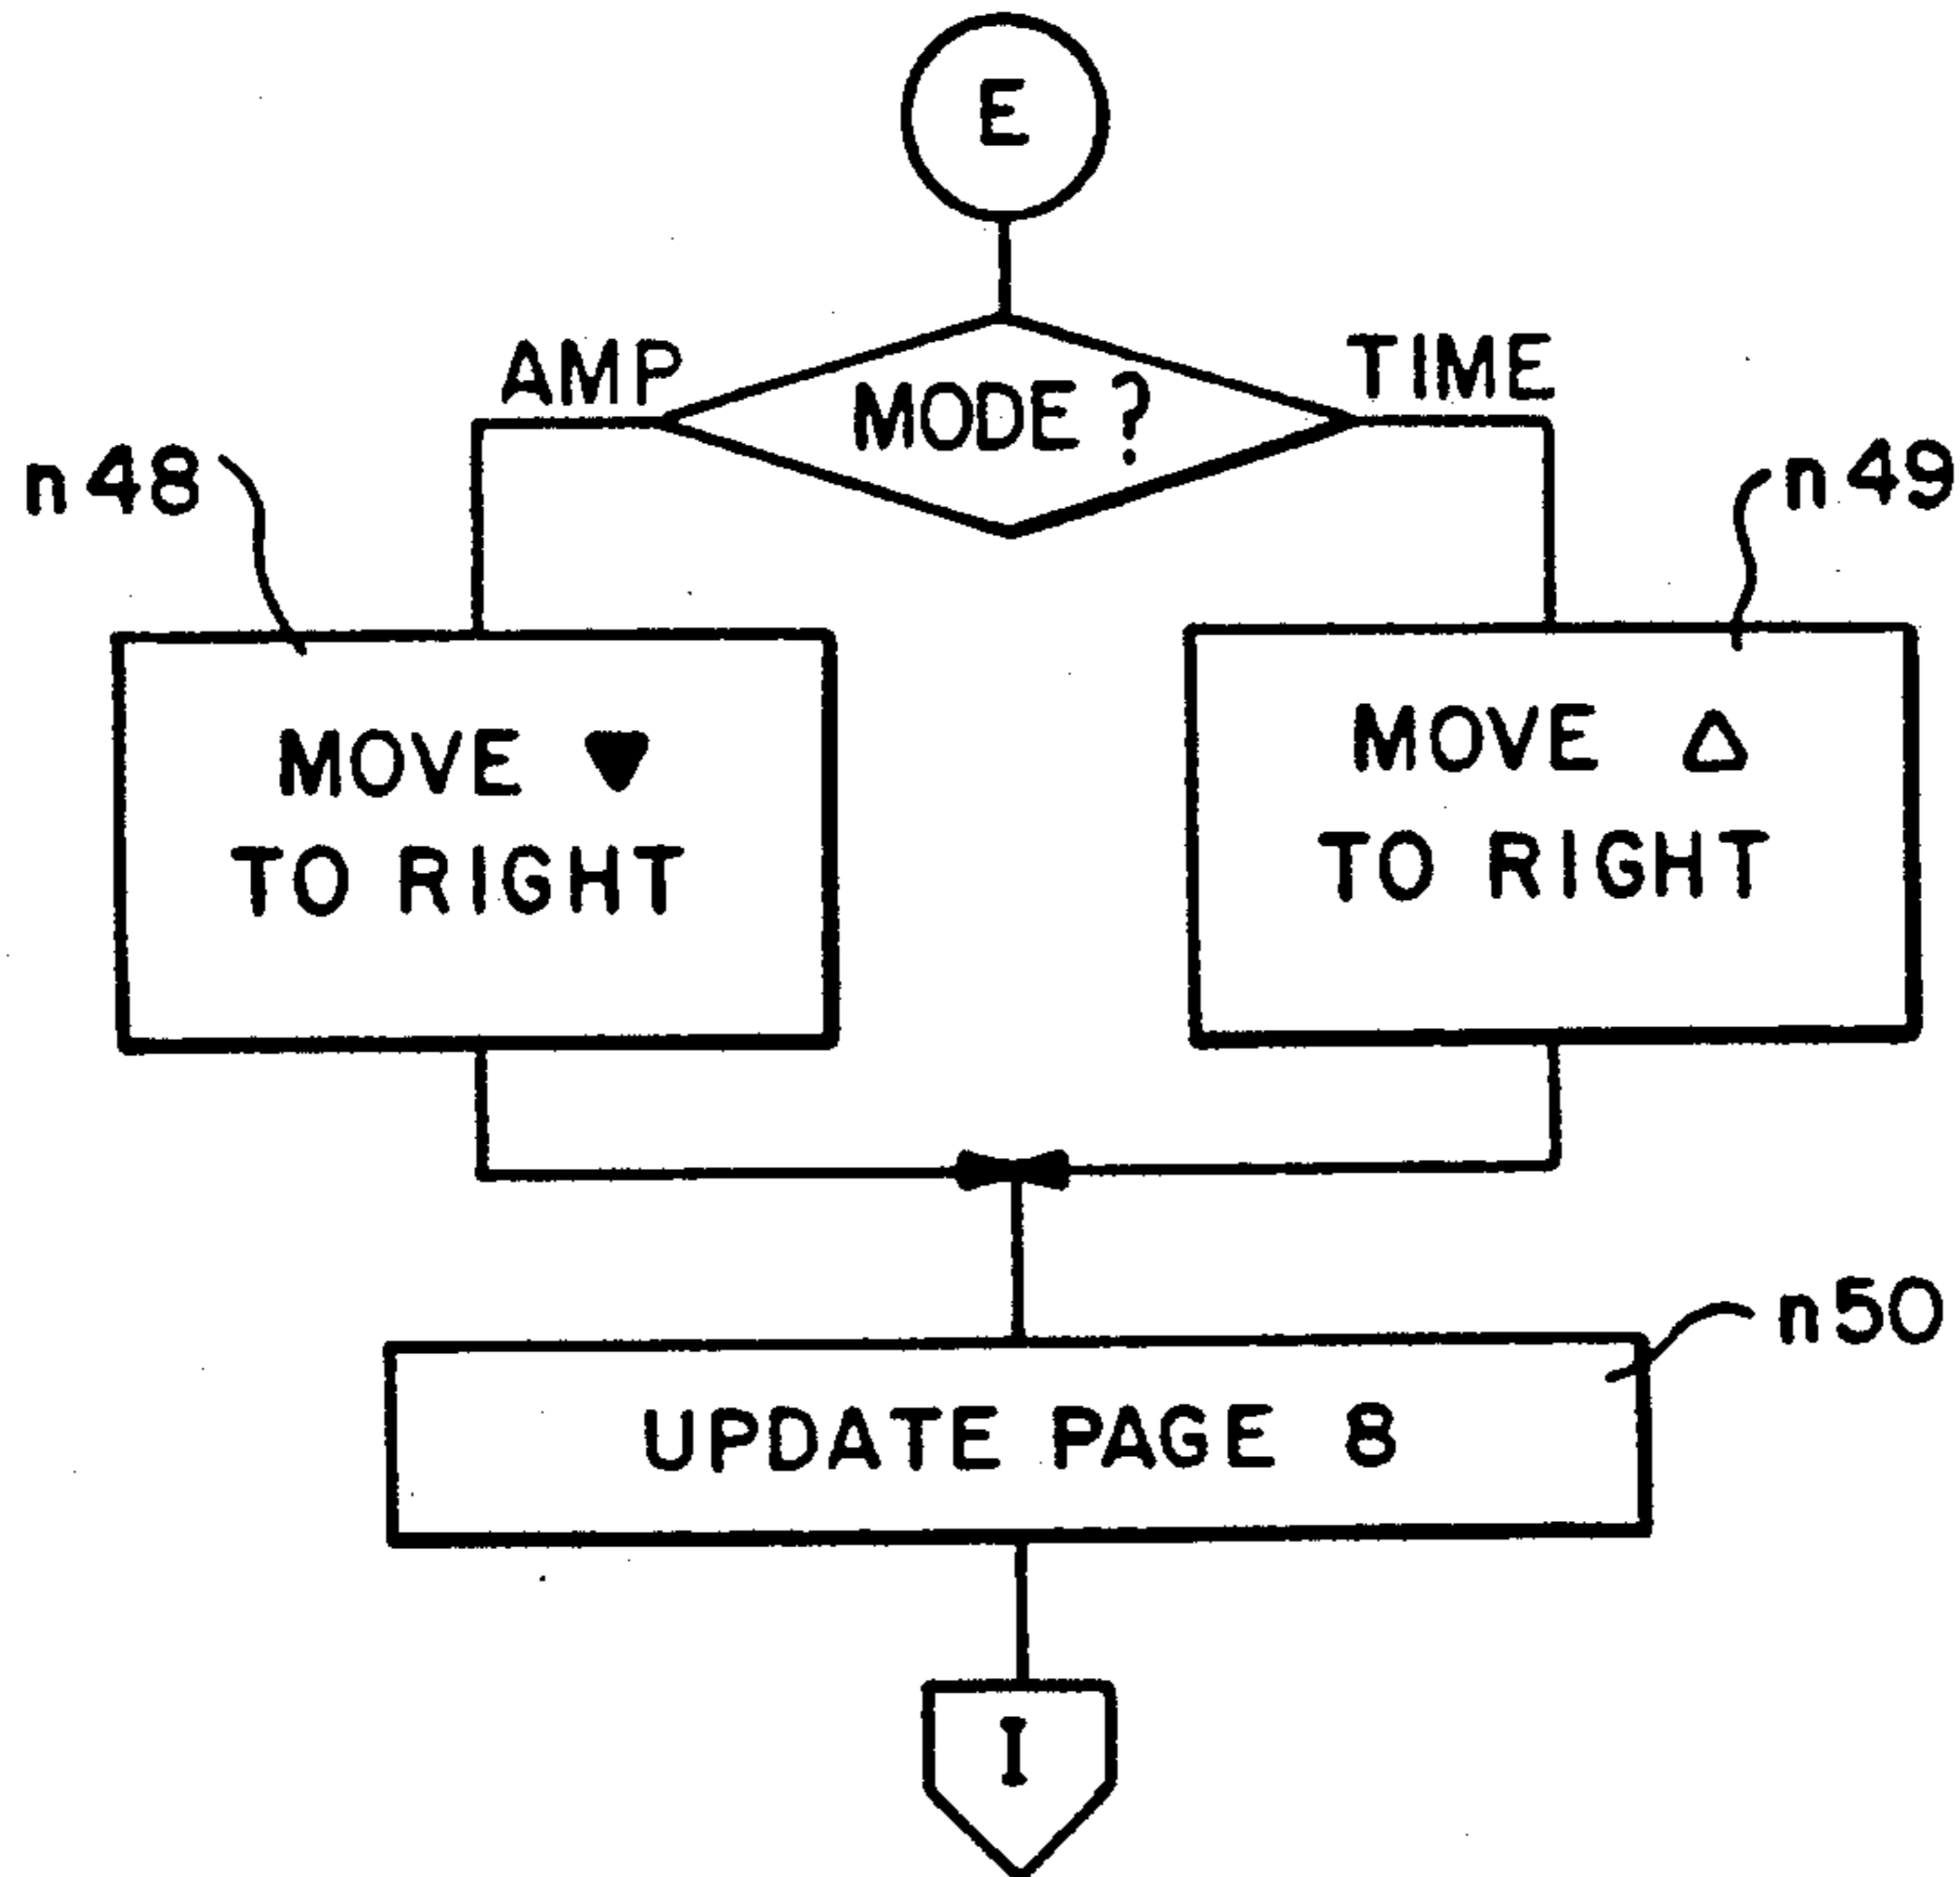 E
AMP
MODE ?
TIME
n48
n49
MOVE ▼
TO RIGHT
MOVE △
TO RIGHT
n50
UPDATE PAGE 8
I